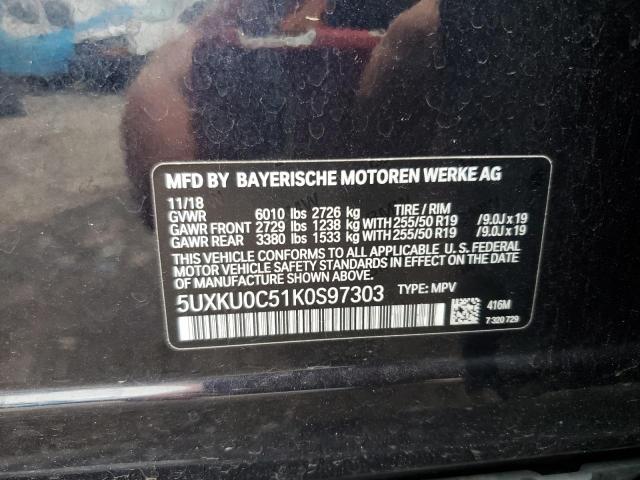 MFD BY BAYERISCHE MOTOREN WERKE AG
11/18
GVWR 6010 lbs 2726 kg TIRE / RIM
GAWR FRONT 2729 lbs 1238 kg WITH 255/50 R19 /9.0J x 19
GAWR REAR 3380 lbs 1533 kg WITH 255/50 R19 /9.0J x 19
THIS VEHICLE CONFORMS TO ALL APPLICABLE U.S. FEDERAL
MOTOR VEHICLE SAFETY STANDARDS IN EFFECT ON THE DATE
OF MANUFACTURE SHOWN ABOVE.
5UXKU0C51K0S97303 TYPE: MPV
416M
7 320 729